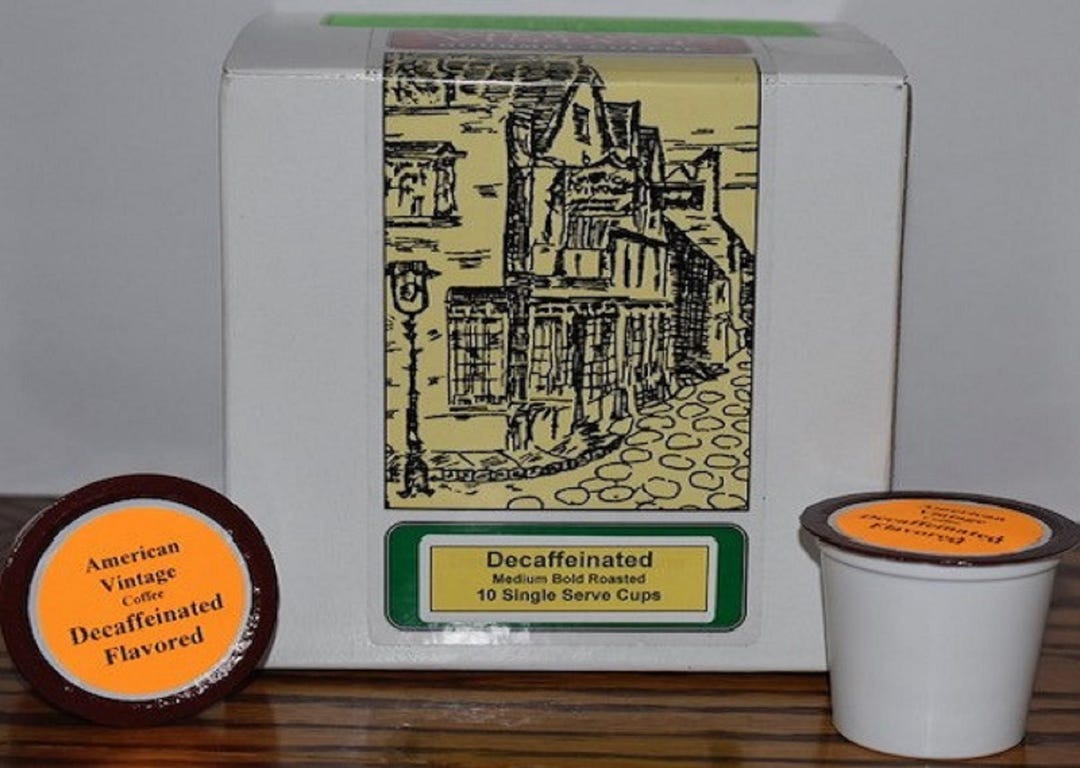 Decaffeinated
Medium Bold Roasted
10 Single Serve Cups
American
Vintage
Coffee
Decaffeinated
Flavored
American
Vintage
Decaffeinated
Flavored